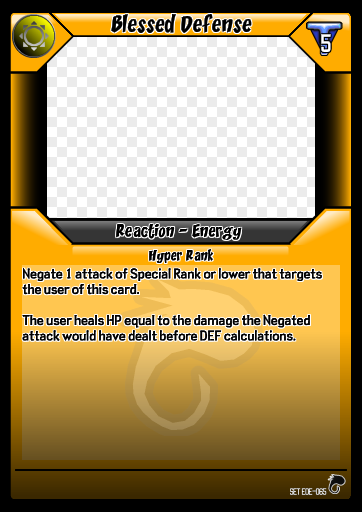 Blessed Defense
5
Reaction - Energy
Hyper Rank
Negate 1 attack of Special Rank or lower that targets
the user of this card.
The user heals HP equal to the damage the Negated
attack would have dealt before DEF calculations.
SET EDE-065